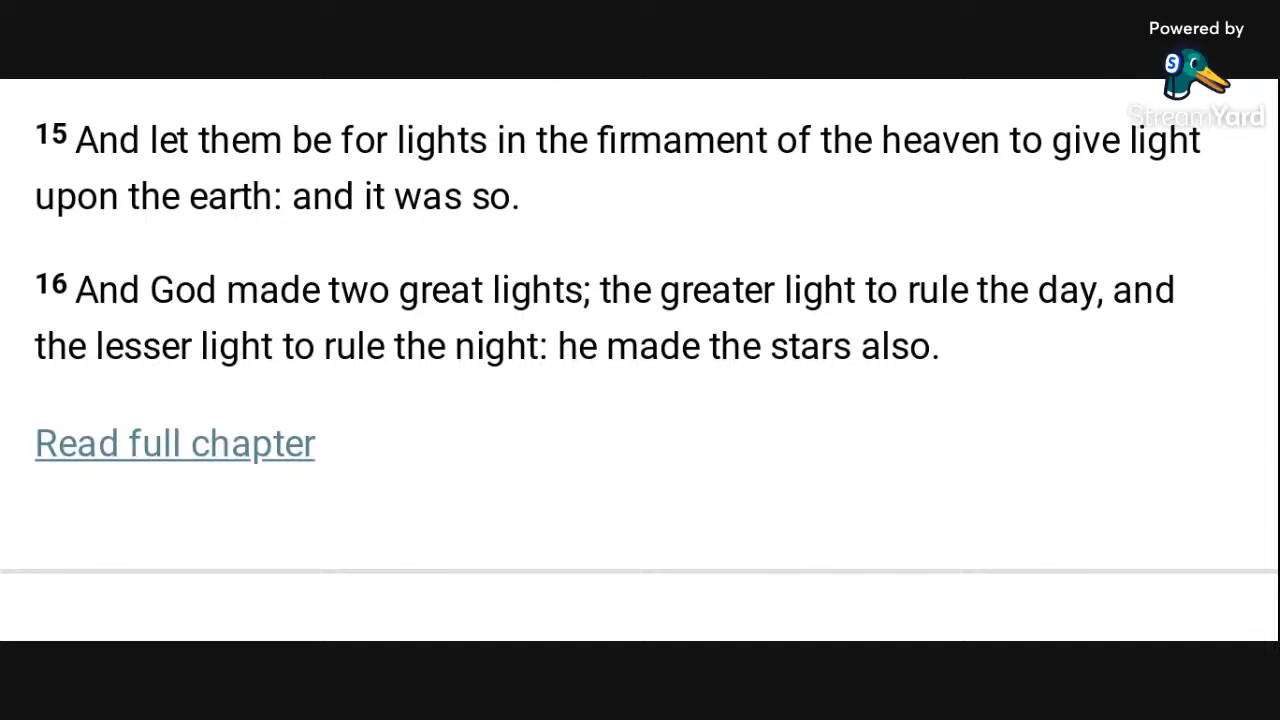 Powered by
S
StreamYard
15 And let them be for lights in the firmament of the heaven to give light
upon the earth: and it was so.
16 And God made two great lights; the greater light to rule the day, and
the lesser light to rule the night: he made the stars also.
Read full chapter